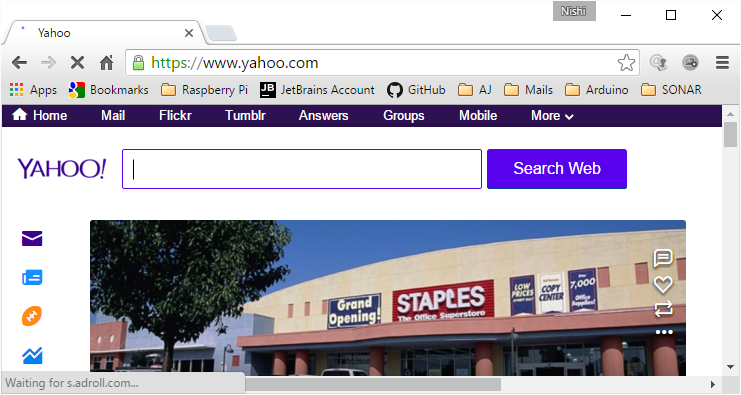 Nishi
Yahoo
https://www.yahoo.com
Apps Bookmarks Raspberry Pi JetBrains Account GitHub AJ Mails Arduino SONAR
Home Mail Flickr Tumblr Answers Groups Mobile More
YAHOO! Search Web
Grand
Opening!
STAPLES
The Office Superstore
LOW
PRICES
EVERY DAY
COPY
CENTER
7,000
Office
Supplies!
Waiting for s.adroll.com...